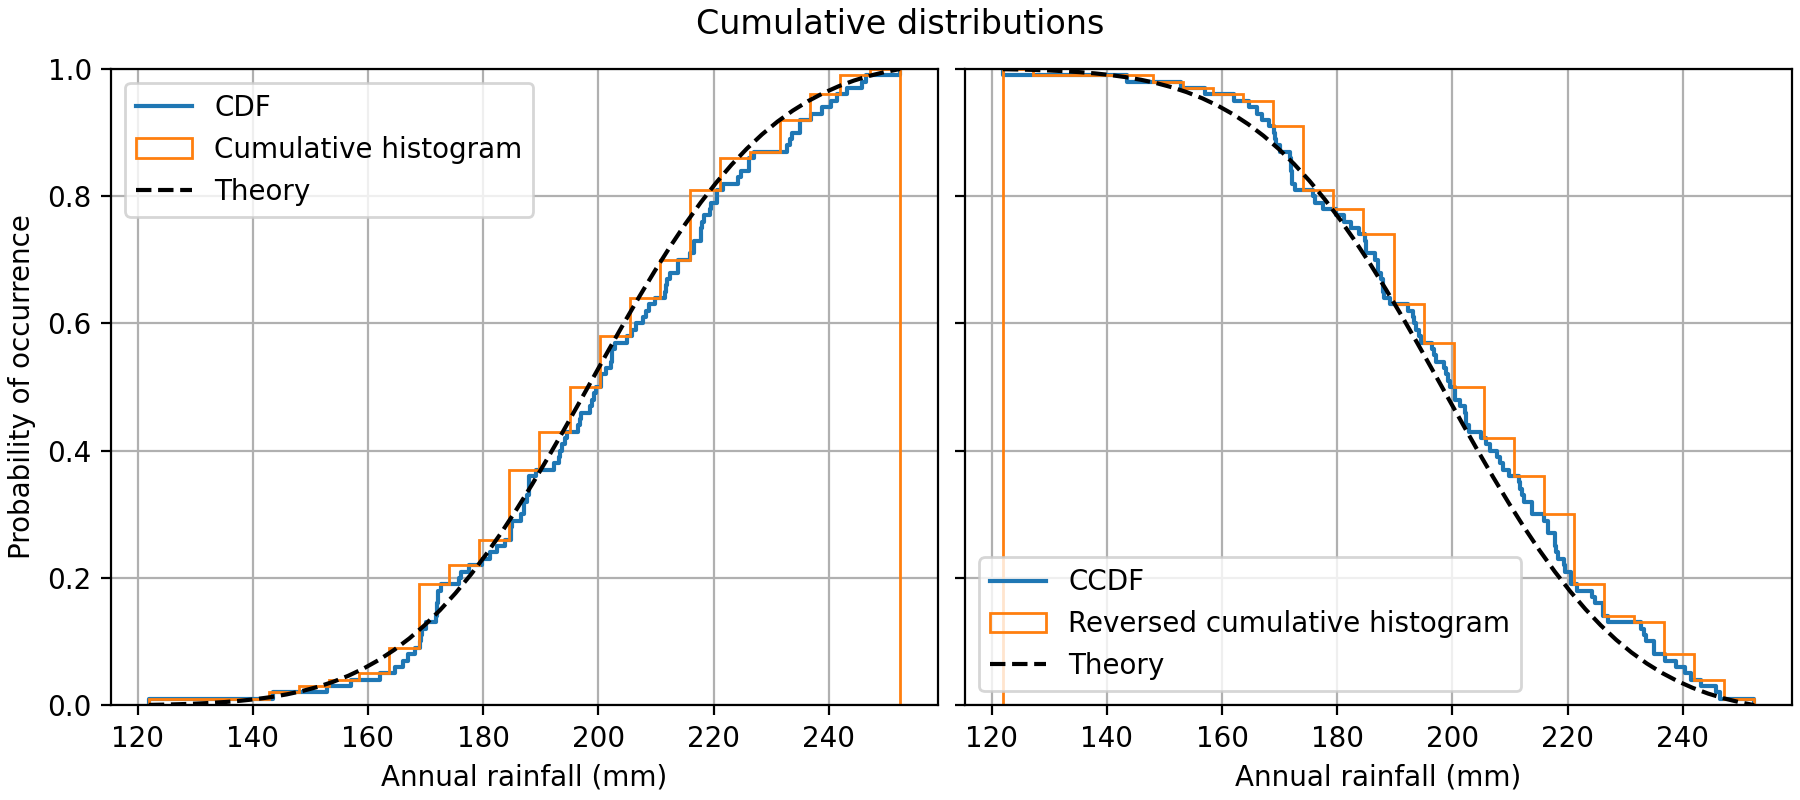 Cumulative distributions
Probability of occurrence
1.0
0.8
0.6
0.4
0.2
0.0
CDF
Cumulative histogram
Theory
120 140 160 180 200 220 240
Annual rainfall (mm)
CCDF
Reversed cumulative histogram
Theory
120 140 160 180 200 220 240
Annual rainfall (mm)